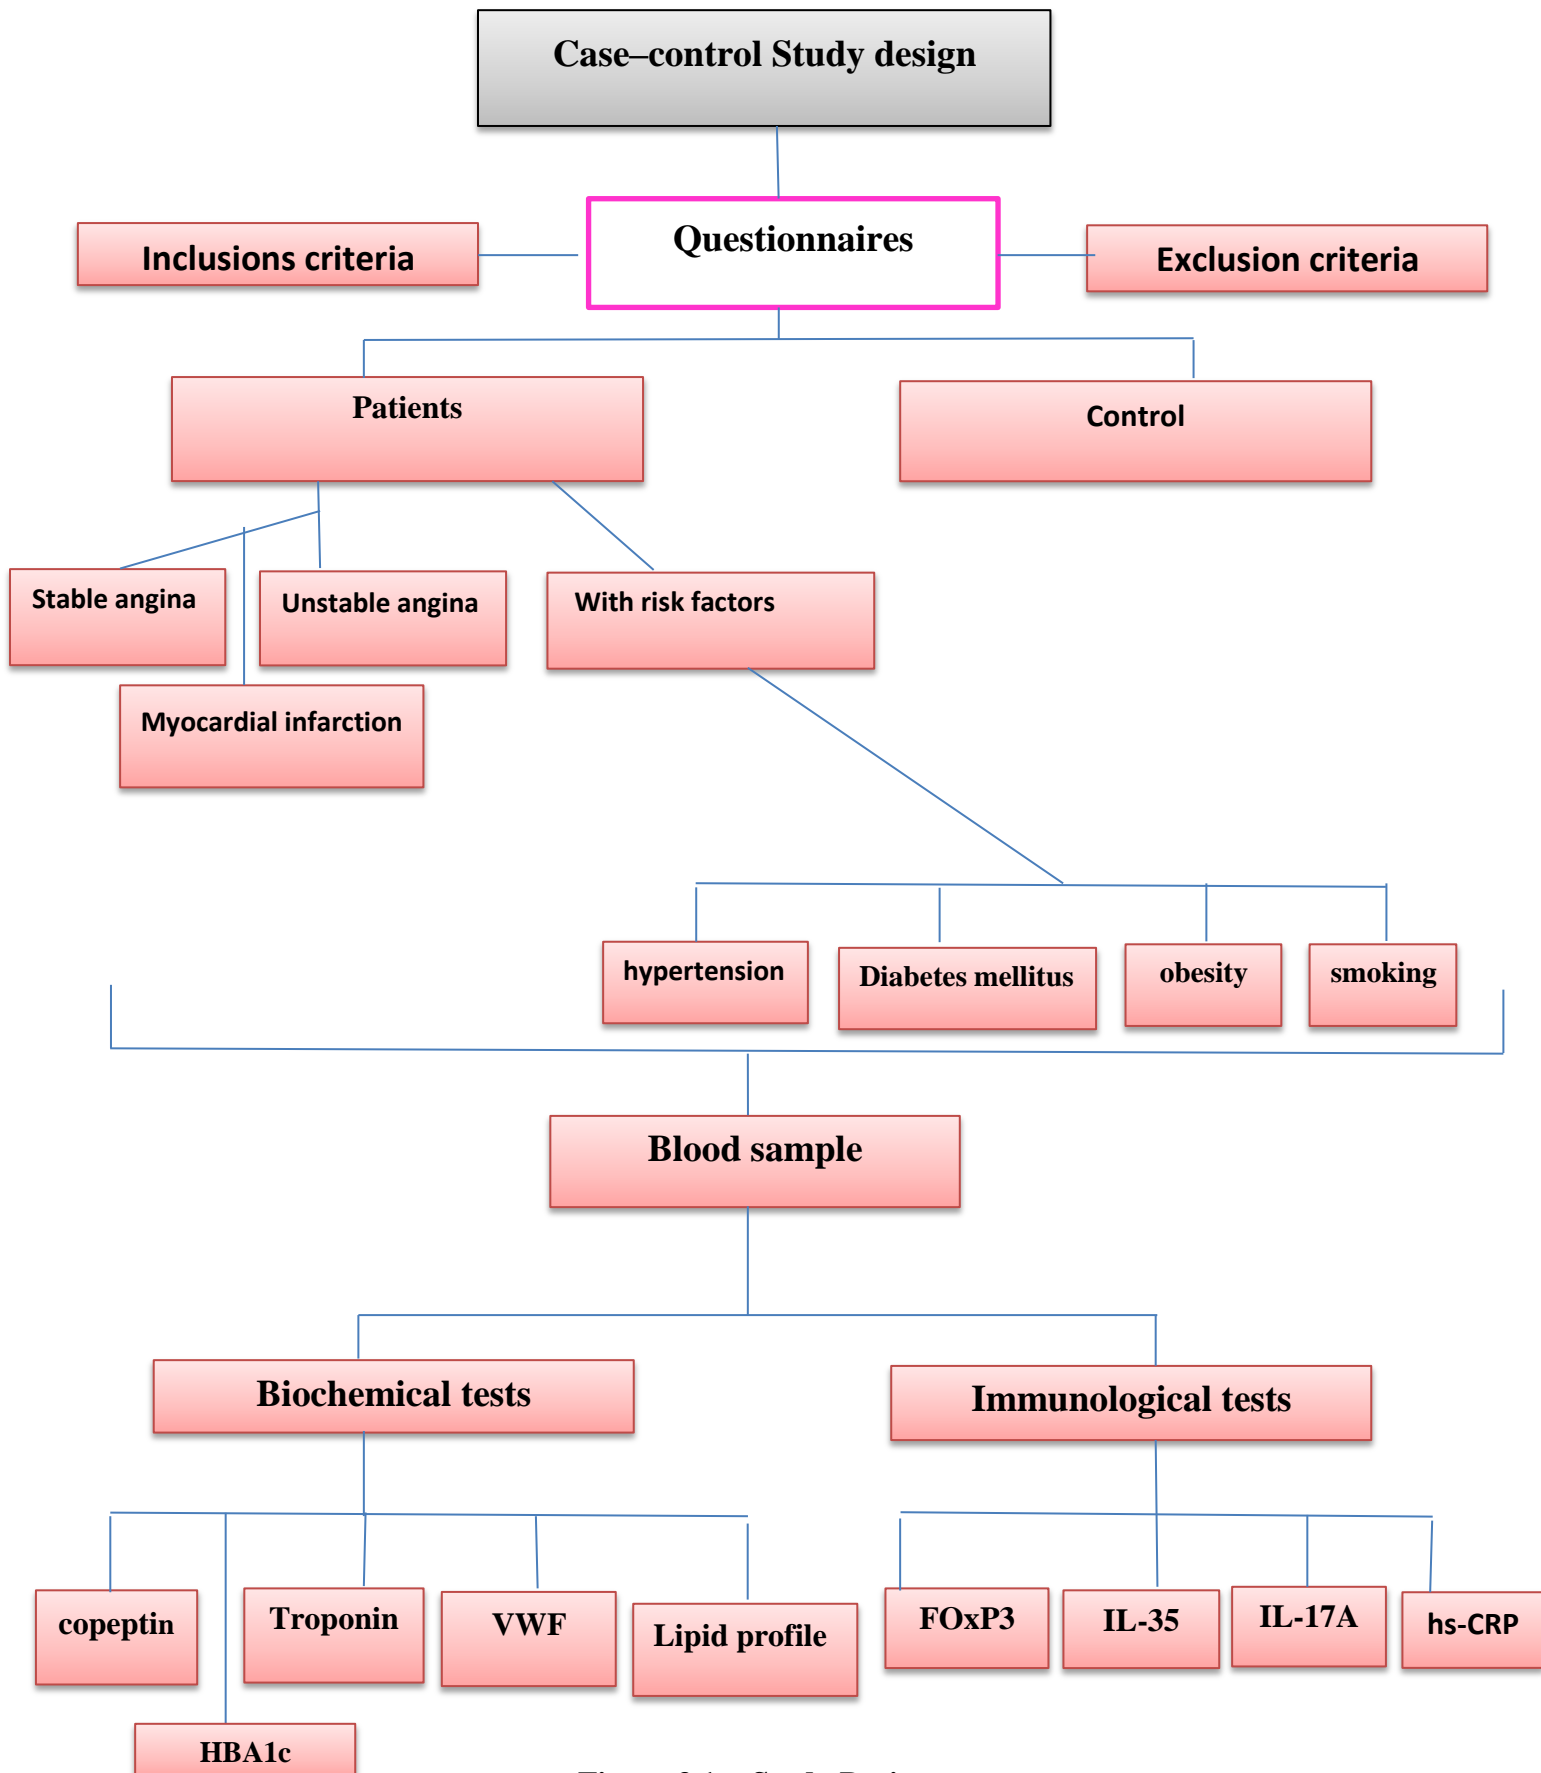 Case–control Study design
Questionnaires
Inclusions criteria
Exclusion criteria
Patients
Control
Stable angina
Unstable angina
With risk factors
Myocardial infarction
hypertension
Diabetes mellitus
obesity
smoking
Blood sample
Biochemical tests
Immunological tests
copeptin
Troponin
VWF
Lipid profile
FOxP3
IL-35
IL-17A
hs-CRP
HBA1c